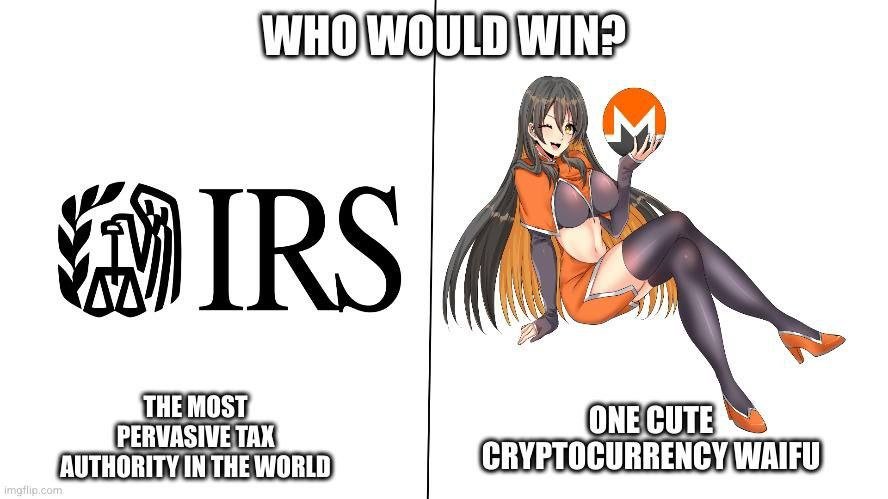 WHO WOULD WIN?
IRS
THE MOST
PERVASIVE TAX
AUTHORITY IN THE WORLD
ONE CUTE
CRYPTOCURRENCY WAIFU
imgflip.com